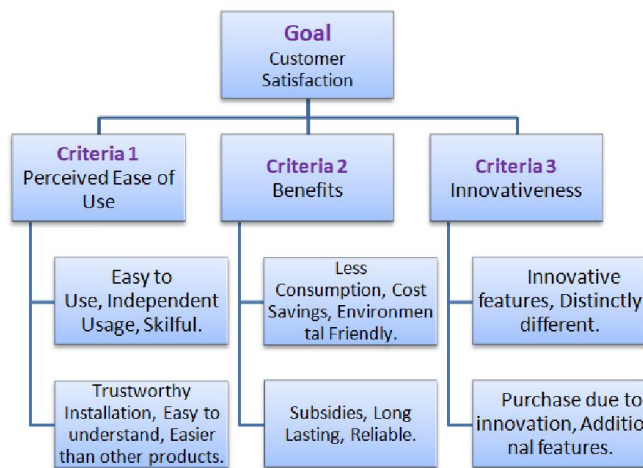 Goal
Customer
Satisfaction
Criteria 1
Perceived Ease of
Use
Criteria 2
Benefits
Criteria 3
Innovativeness
Easy to
Use, Independent
Usage, Skilful.
Less
Consumption, Cost
Savings, Environmen
tal Friendly.
Innovative
features, Distinctly
different.
Trustworthy
Installation, Easy to
understand, Easier
than other products.
Subsidies, Long
Lasting, Reliable.
Purchase due to
innovation, Additio
nal features.